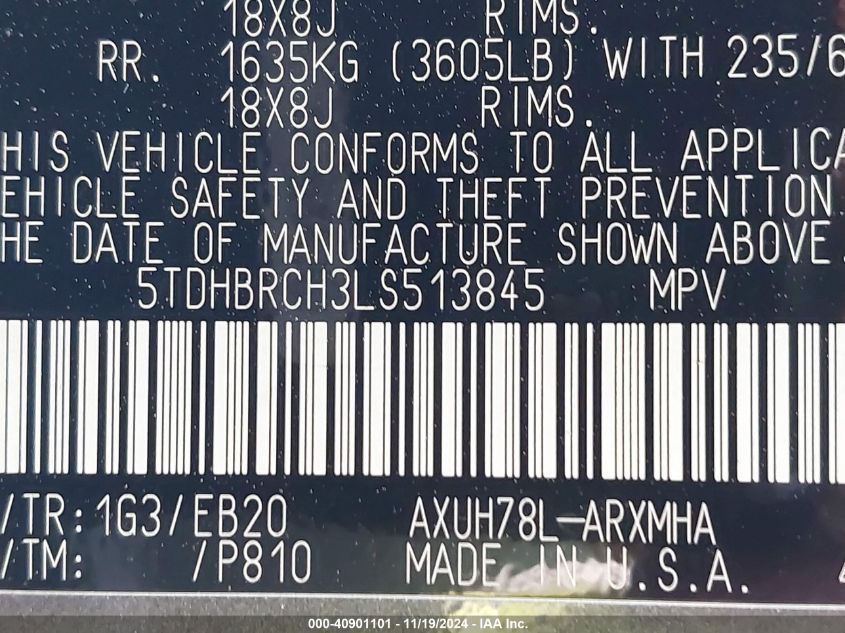 18X8J RIMS.
RR. 1635KG (3605LB) WITH 235/6
18X8J RIMS.
HIS VEHICLE CONFORMS TO ALL APPLICA
EHICLE SAFETY AND THEFT PREVENTION
HE DATE OF MANUFACTURE SHOWN ABOVE.
5TDHBRCH3LS513845 MPV
/TR: 1G3/EB20 AXUH78L-ARXMHA
/TM: /P810 MADE IN U.S.A.
000-40901101 - 11/19/2024 - IAA Inc.